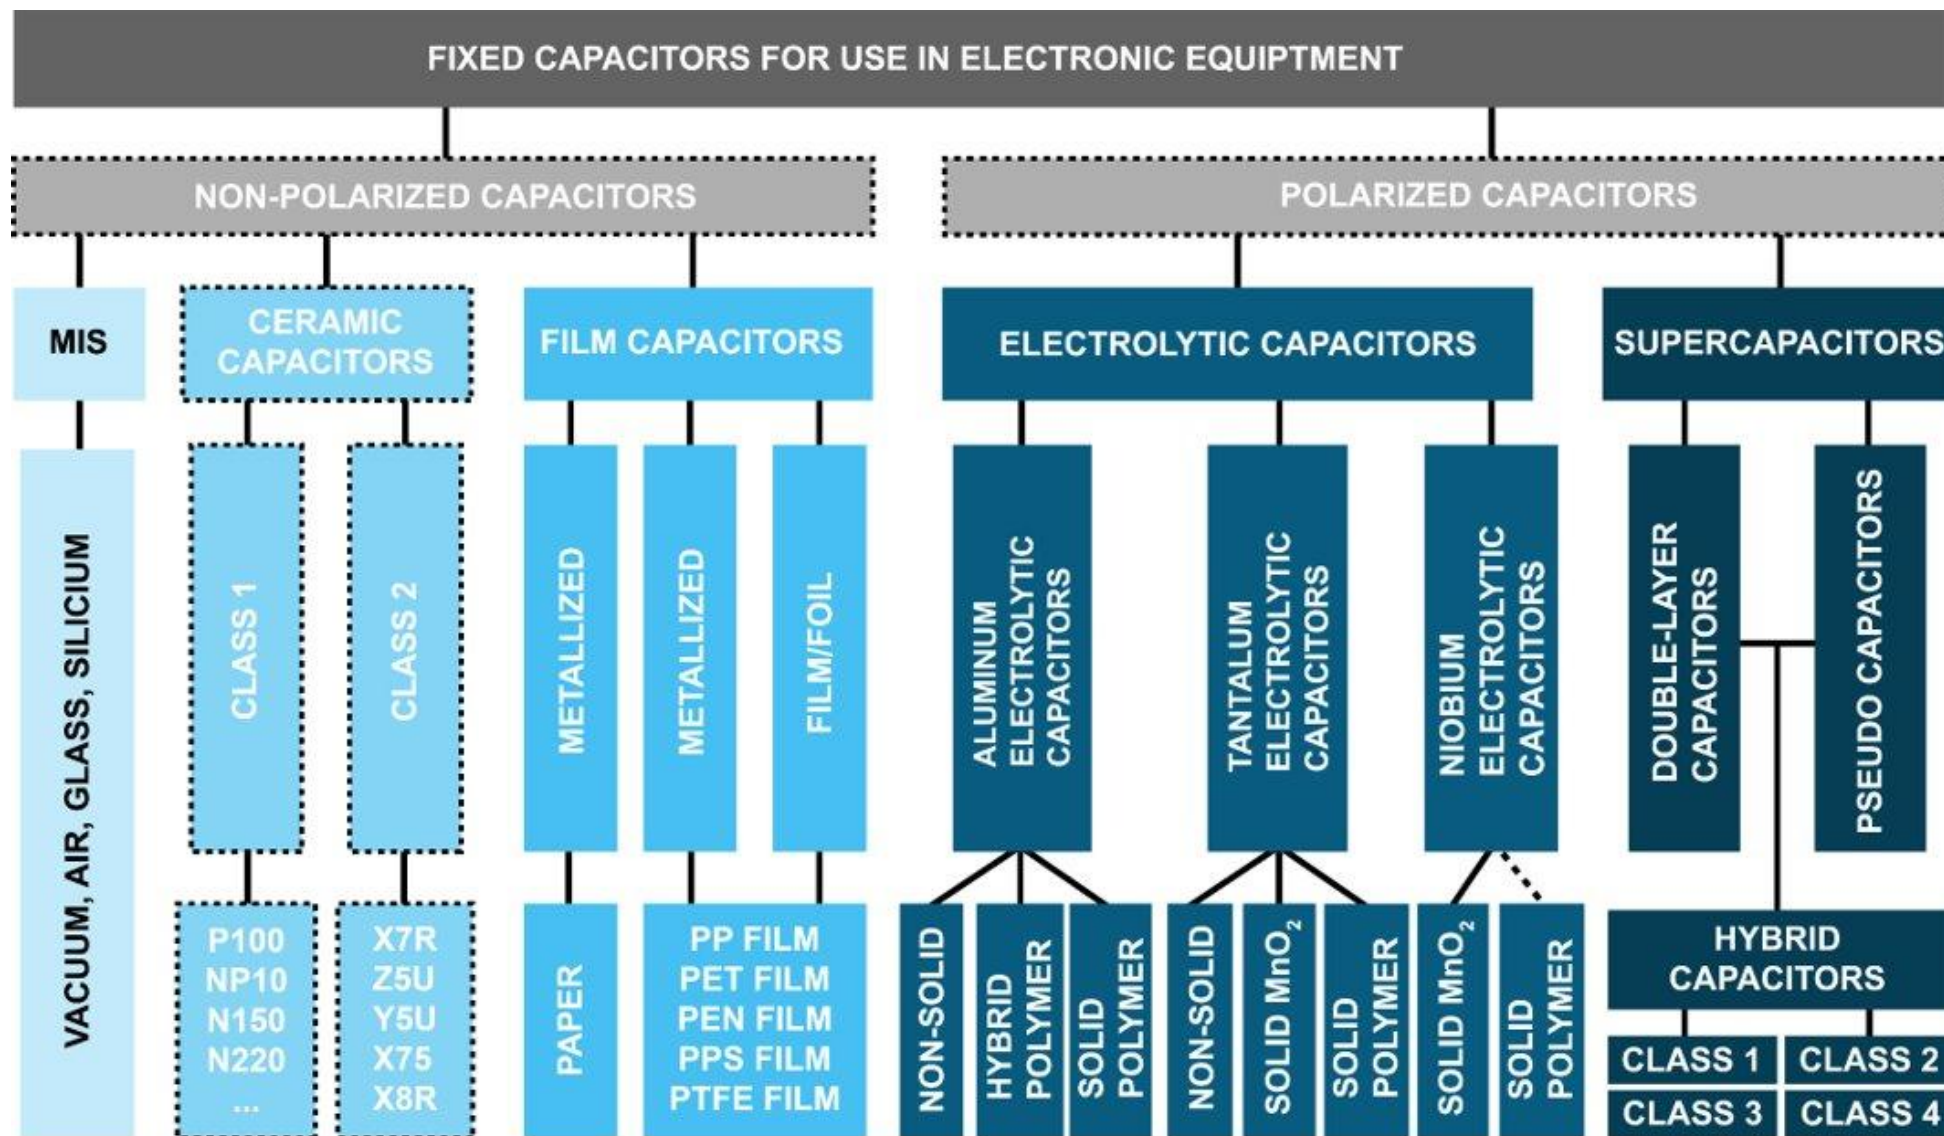 FIXED CAPACITORS FOR USE IN ELECTRONIC EQUIPTMENT
NON-POLARIZED CAPACITORS
POLARIZED CAPACITORS
MIS
CERAMIC
CAPACITORS
FILM CAPACITORS
ELECTROLYTIC CAPACITORS
SUPERCAPACITORS
VACUUM, AIR, GLASS, SILICIUM
CLASS 1
CLASS 2
METALLIZED
METALLIZED
FILM/FOIL
ALUMINUM
ELECTROLYTIC
CAPACITORS
TANTALUM
ELECTROLYTIC
CAPACITORS
NIOBIUM
ELECTROLYTIC
CAPACITORS
DOUBLE-LAYER
CAPACITORS
PSEUDO CAPACITORS
P100
NP10
N150
N220
...
X7R
Z5U
Y5U
X75
X8R
PAPER
PP FILM
PET FILM
PEN FILM
PPS FILM
PTFE FILM
NON-SOLID
HYBRID
POLYMER
SOLID
POLYMER
NON-SOLID
SOLID MnO₂
SOLID
POLYMER
SOLID MnO₂
SOLID
POLYMER
HYBRID
CAPACITORS
CLASS 1
CLASS 2
CLASS 3
CLASS 4